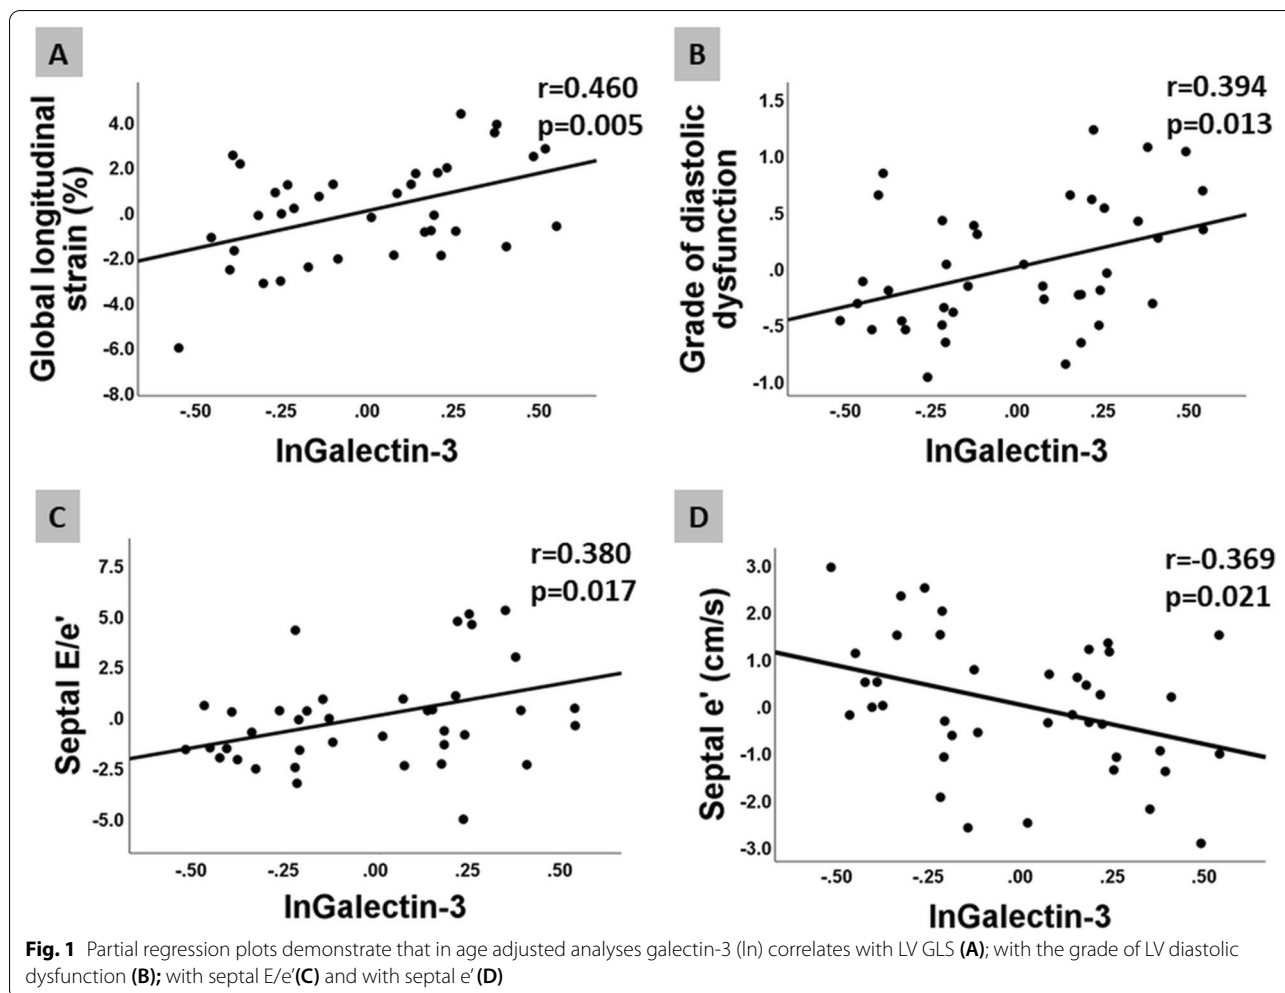 A
r=0.460
p=0.005
Global longitudinal
strain (%)
4.0
2.0
.0
-2.0
-4.0
-6.0
-8.0
-.50 -.25 .00 .25 .50
lnGalectin-3
B
r=0.394
p=0.013
Grade of diastolic
dysfunction
1.5
1.0
.5
.0
-.5
-1.0
-.50 -.25 .00 .25 .50
lnGalectin-3
C
r=0.380
p=0.017
Septal E/e'
7.5
5.0
2.5
.0
-2.5
-5.0
-.50 -.25 .00 .25 .50
lnGalectin-3
D
r=-0.369
p=0.021
Septal e' (cm/s)
3.0
2.0
1.0
.0
-1.0
-2.0
-3.0
-.50 -.25 .00 .25 .50
lnGalectin-3
Fig. 1 Partial regression plots demonstrate that in age adjusted analyses galectin-3 (ln) correlates with LV GLS (A); with the grade of LV diastolic
dysfunction (B); with septal E/e'(C) and with septal e' (D)